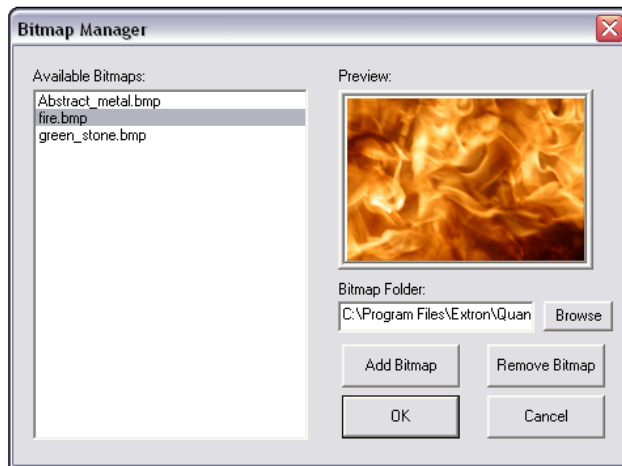 Bitmap Manager
Available Bitmaps:
Abstract_metal.bmp
fire.bmp
green_stone.bmp
Preview:
Bitmap Folder:
C:\Program Files\Extron\Quan
Browse
Add Bitmap
Remove Bitmap
OK
Cancel